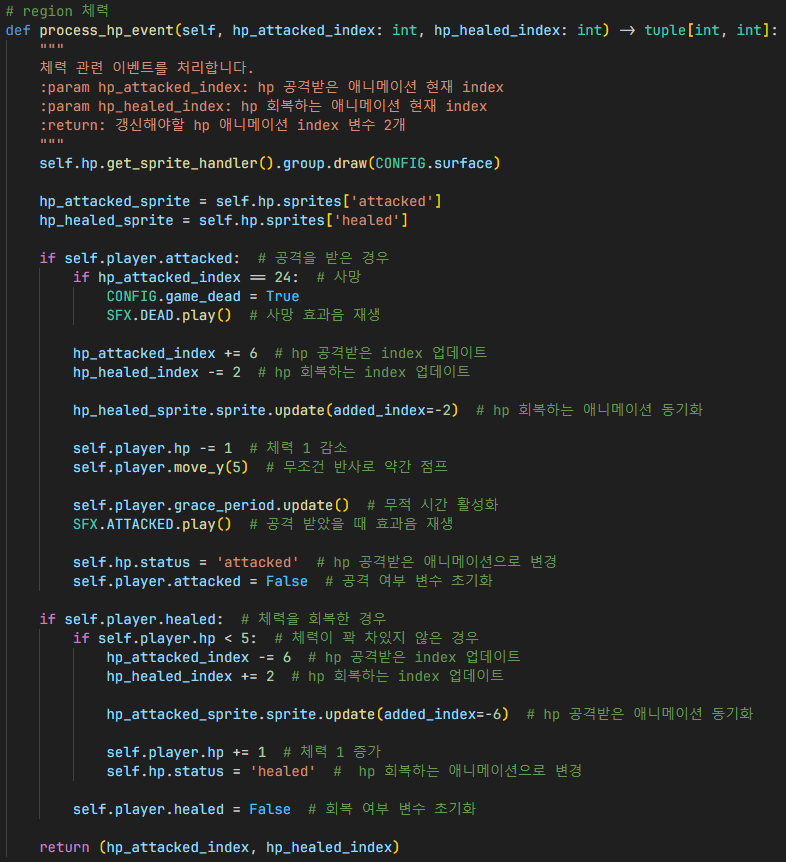 # region 체력
def process_hp_event(self, hp_attacked_index: int, hp_healed_index: int) -> tuple[int, int]:
    """
    체력 관련 이벤트를 처리합니다.
    :param hp_attacked_index: hp 공격받은 애니메이션 현재 index
    :param hp_healed_index: hp 회복하는 애니메이션 현재 index
    :return: 갱신해야할 hp 애니메이션 index 변수 2개
    """
    self.hp.get_sprite_handler().group.draw(CONFIG.surface)

    hp_attacked_sprite = self.hp.sprites['attacked']
    hp_healed_sprite = self.hp.sprites['healed']

    if self.player.attacked:  # 공격을 받은 경우
        if hp_attacked_index == 24:  # 사망
            CONFIG.game_dead = True
            SFX.DEAD.play()  # 사망 효과음 재생

        hp_attacked_index += 6  # hp 공격받은 index 업데이트
        hp_healed_index -= 2  # hp 회복하는 index 업데이트

        hp_healed_sprite.sprite.update(added_index=-2)  # hp 회복하는 애니메이션 동기화

        self.player.hp -= 1  # 체력 1 감소
        self.player.move_y(5)  # 무조건 반사로 약간 점프

        self.player.grace_period.update()  # 무적 시간 활성화
        SFX.ATTACKED.play()  # 공격 받았을 때 효과음 재생

        self.hp.status = 'attacked'  # hp 공격받은 애니메이션으로 변경
        self.player.attacked = False  # 공격 여부 변수 초기화

    if self.player.healed:  # 체력을 회복한 경우
        if self.player.hp < 5:  # 체력이 꽉 차있지 않은 경우
            hp_attacked_index -= 6  # hp 공격받은 index 업데이트
            hp_healed_index += 2  # hp 회복하는 index 업데이트

            hp_attacked_sprite.sprite.update(added_index=-6)  # hp 공격받은 애니메이션 동기화

            self.player.hp += 1  # 체력 1 증가
            self.hp.status = 'healed'  #  hp 회복하는 애니메이션으로 변경

        self.player.healed = False  # 회복 여부 변수 초기화

    return (hp_attacked_index, hp_healed_index)